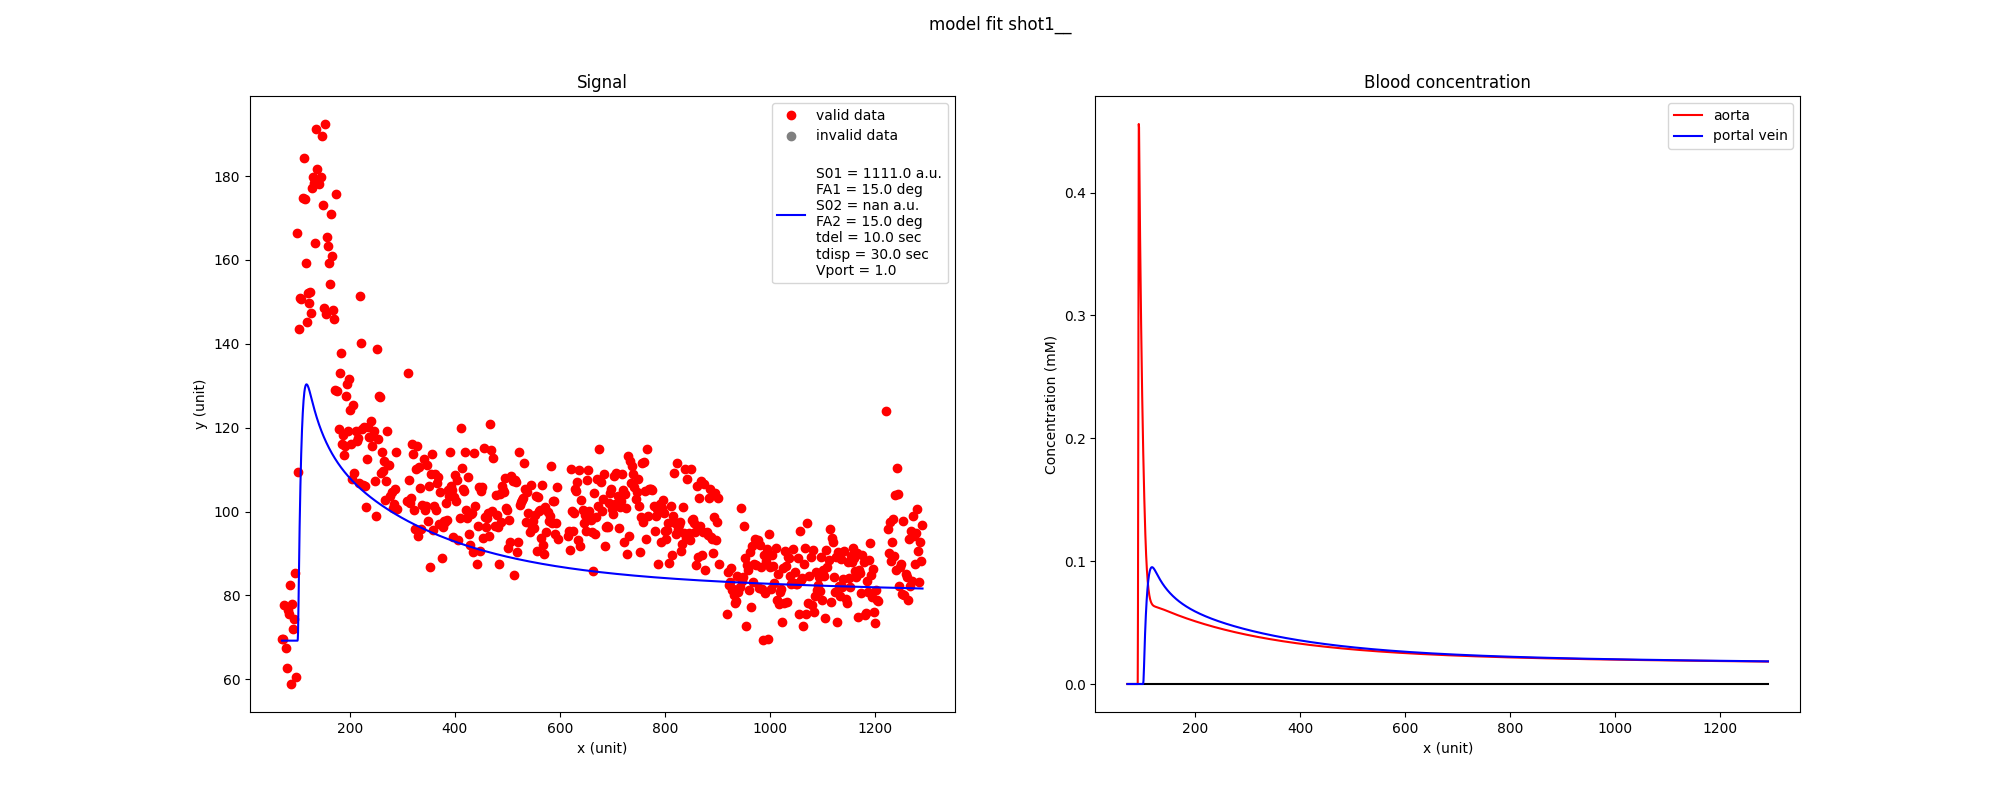 model fit shot1__
Signal
Blood concentration
valid data
invalid data
S01 = 1111.0 a.u.
FA1 = 15.0 deg
S02 = nan a.u.
FA2 = 15.0 deg
tdel = 10.0 sec
tdisp = 30.0 sec
Vport = 1.0
y (unit)
180
160
140
120
100
80
60
200
400
600
800
1000
1200
x (unit)
aorta
portal vein
Concentration (mM)
0.4
0.3
0.2
0.1
0.0
200
400
600
800
1000
1200
x (unit)